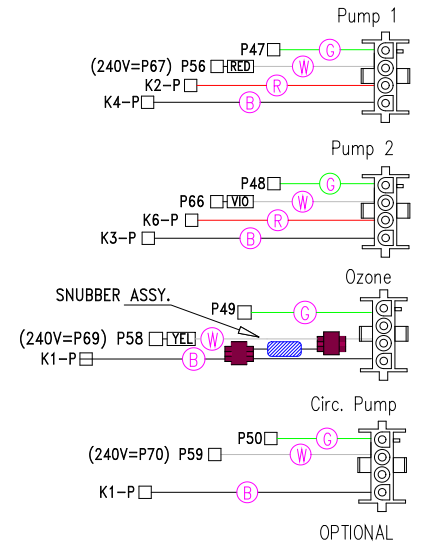 Pump 1
P47 G
(240V=P67) P56 RED W
K2-P R
K4-P B
Pump 2
P48 G
P66 VIO W
K6-P R
K3-P B
Ozone
SNUBBER ASSY.
P49 G
(240V=P69) P58 YEL W
K1-P B
Circ. Pump
P50 G
(240V=P70) P59 W
K1-P B
OPTIONAL